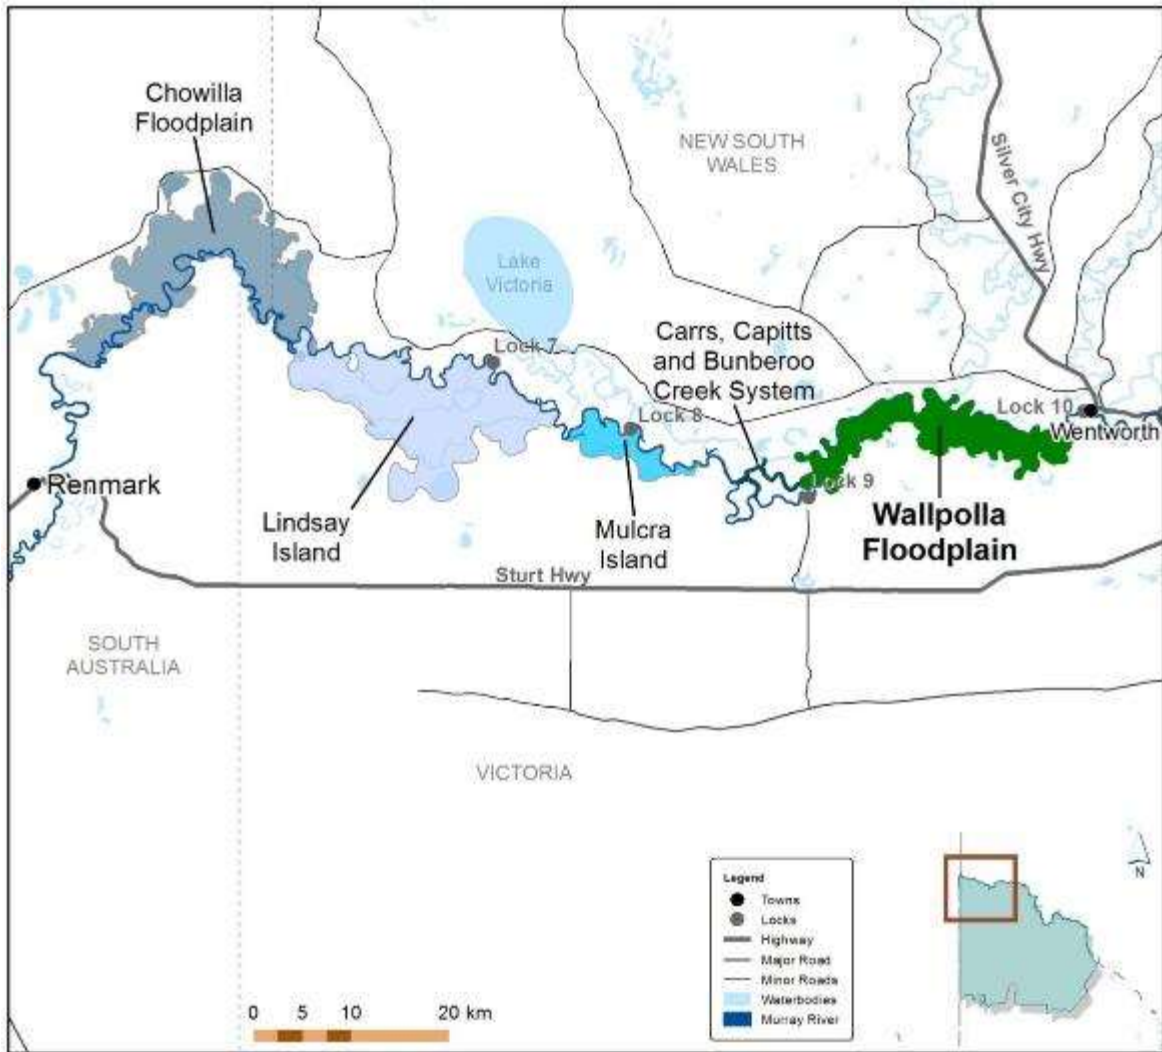 Chowilla
Floodplain
NEW SOUTH
WALES
Silver City Hwy
Lake
Victoria
Carrs, Capitts
and Bunberoo
Creek System
Lock 7
Lock 8
Lock 10
Wentworth
Lock 9
Renmark
Lindsay
Island
Mulcra
Island
Wallpolla
Floodplain
Sturt Hwy
SOUTH
AUSTRALIA
VICTORIA
Legend
Towns
Locks
Highway
Major Road
Minor Roads
Waterbodies
Murray River
N
0 5 10 20 km